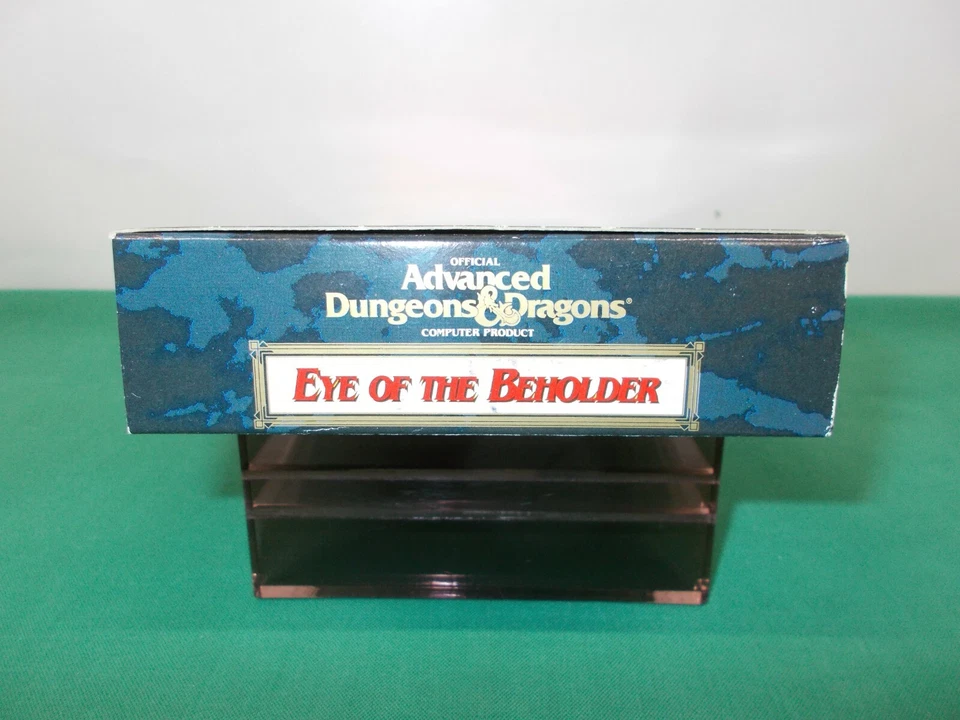 OFFICIAL
Advanced
Dungeons & Dragons®
COMPUTER PRODUCT
EYE OF THE BEHOLDER